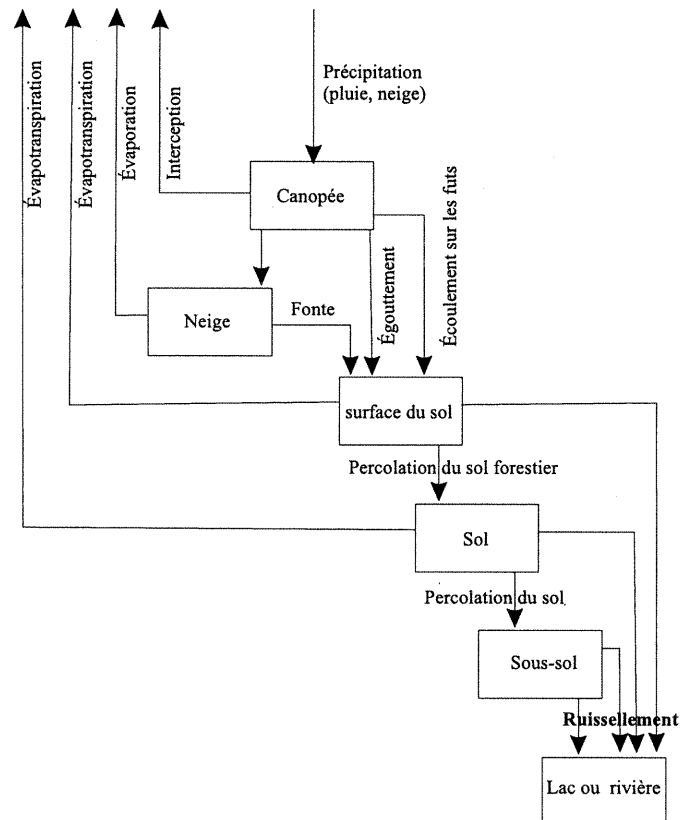 Évapotranspiration
Évapotranspiration
Évaporation
Interception
Précipitation
(pluie, neige)
Canopée
Neige
Fonte
Égouttement
Écoulement sur les futs
surface du sol
Percolation du sol forestier
Sol
Percolation du sol
Sous-sol
Ruissellement
Lac ou rivière